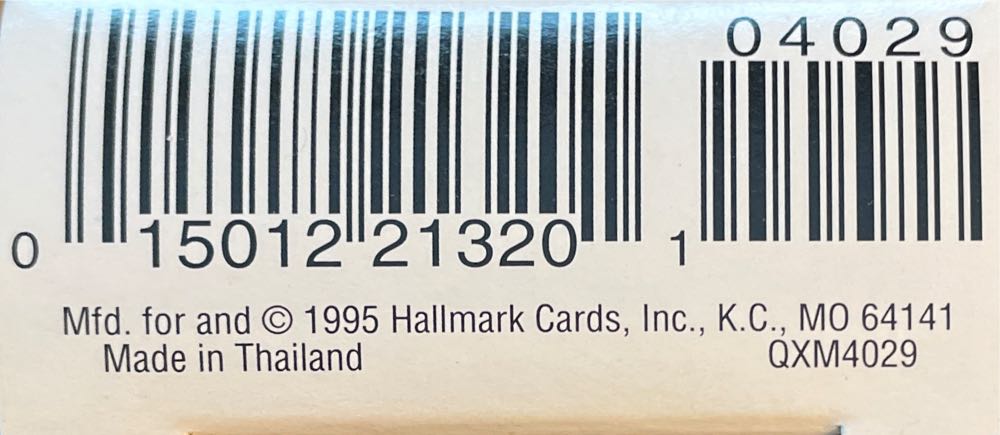 04029
0 15012 21320 1
Mfd. for and © 1995 Hallmark Cards, Inc., K.C., MO 64141
Made in Thailand QXM4029